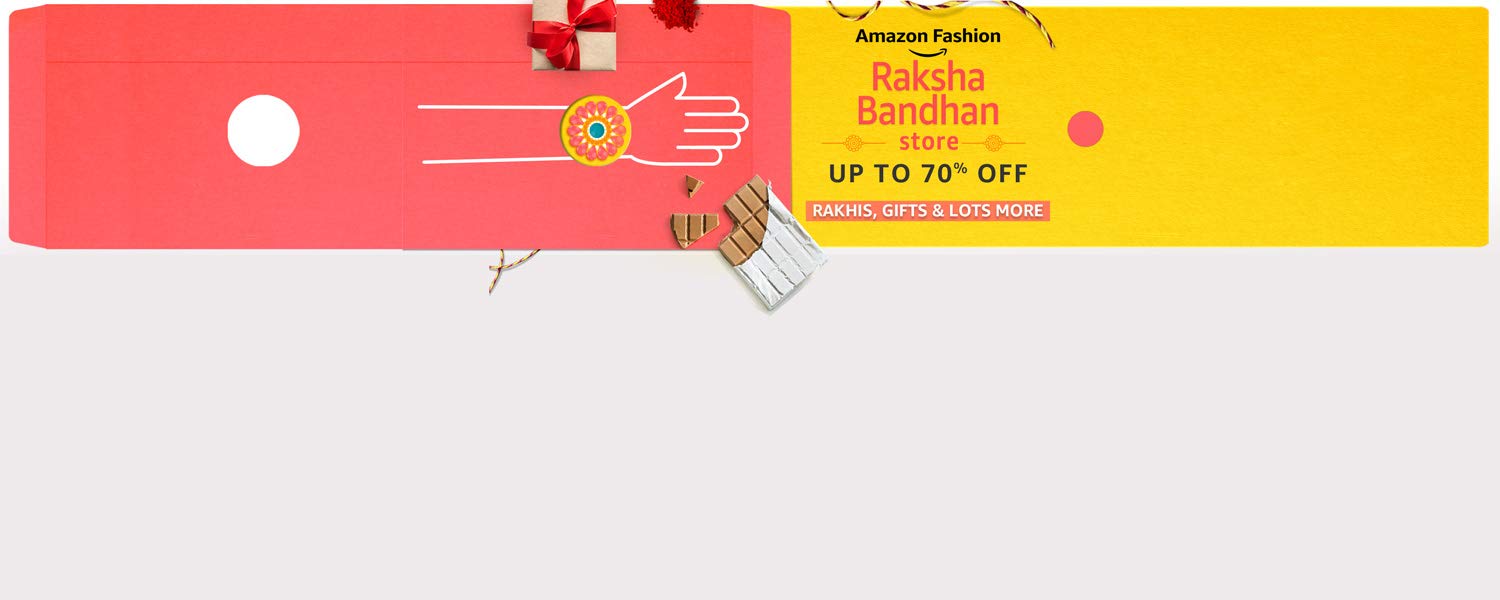 Amazon Fashion
Raksha
Bandhan
store
UP TO 70% OFF
RAKHIS, GIFTS & LOTS MORE